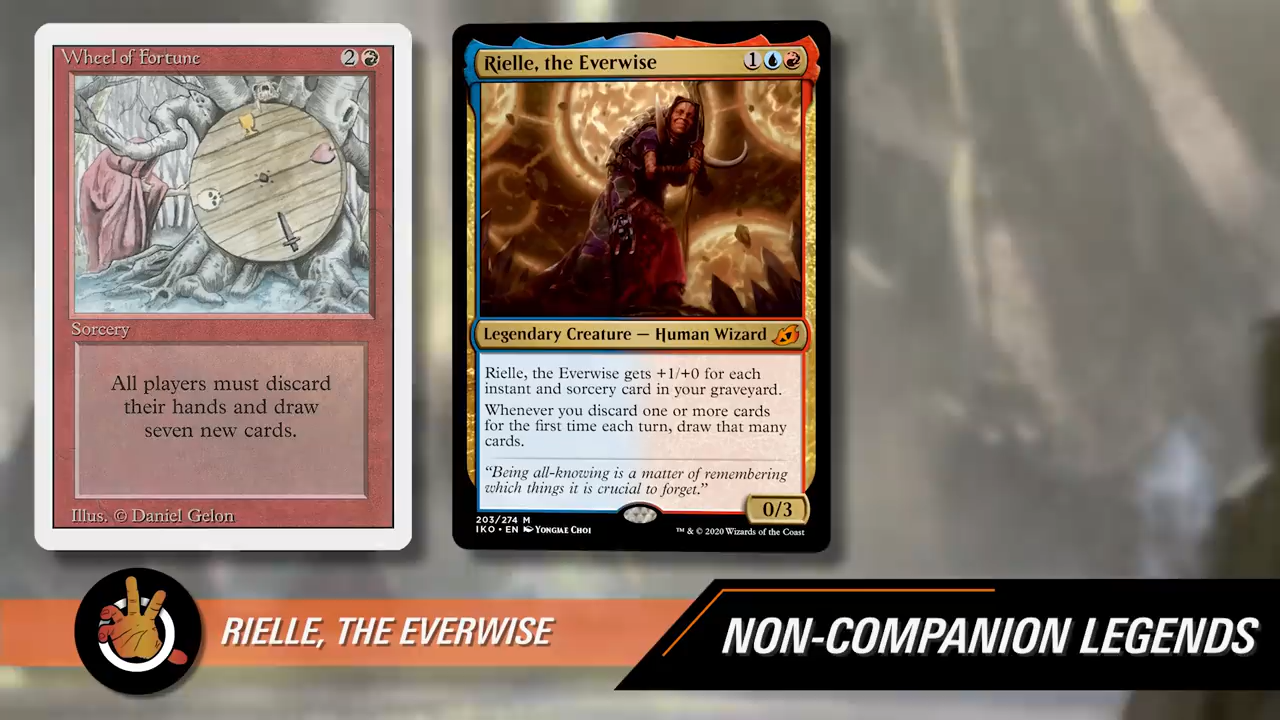 Wheel of Fortune 2
Sorcery
All players must discard
their hands and draw
seven new cards.
Illus. © Daniel Gelon
Rielle, the Everwise 1
Legendary Creature — Human Wizard
Rielle, the Everwise gets +1/+0 for each
instant and sorcery card in your graveyard.
Whenever you discard one or more cards
for the first time each turn, draw that many
cards.
“Being all-knowing is a matter of remembering
which things it is crucial to forget.”
0/3
203/274 M
IKO • EN Yongjae Choi
™ & © 2020 Wizards of the Coast
RIELLE, THE EVERWISE
NON-COMPANION LEGENDS